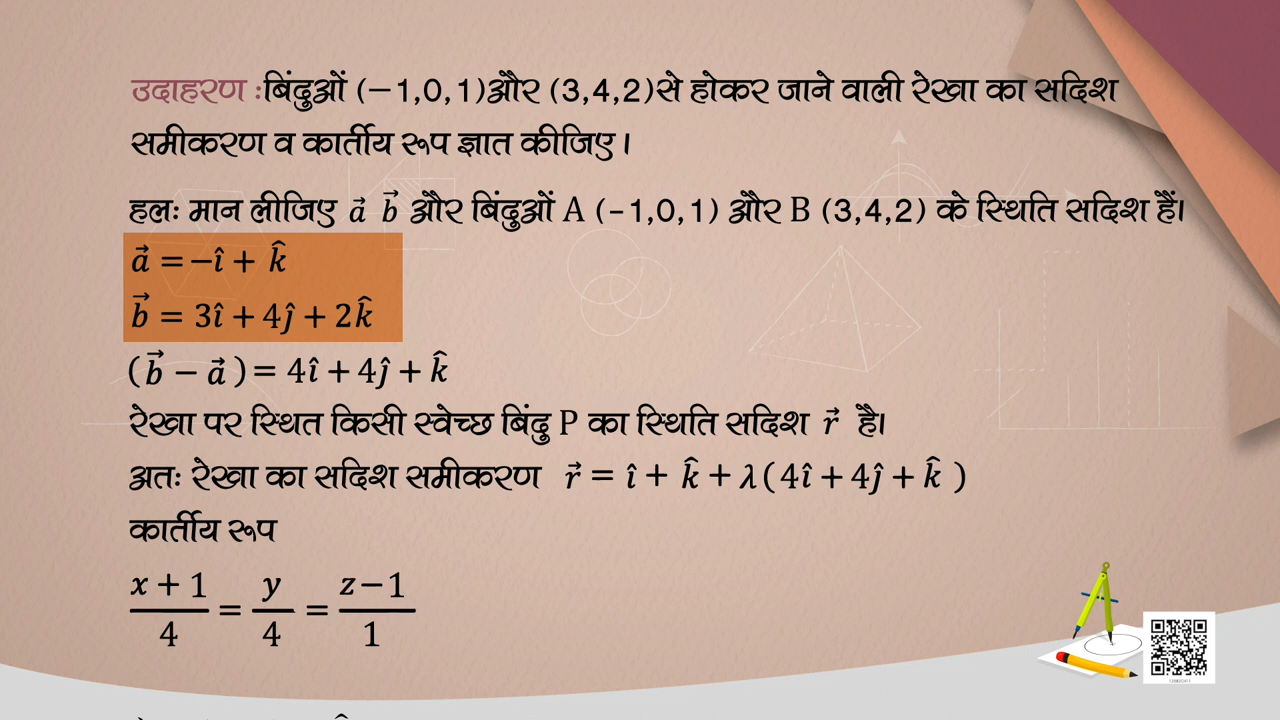 उदाहरण :बिंदुओं (−1,0,1)और (3,4,2)से होकर जाने वाली रेखा का सदिश
समीकरण व कार्तीय रूप ज्ञात कीजिए ।
हलः मान लीजिए a⃗ b⃗ और बिंदुओं A (−1,0,1) और B (3,4,2) के स्थिति सदिश हैं।
a⃗ = −î + k̂
b⃗ = 3î + 4ĵ + 2k̂
(b⃗ − a⃗ ) = 4î + 4ĵ + k̂
रेखा पर स्थित किसी स्वेच्छ बिंदु P का स्थिति सदिश r⃗ है।
अतः रेखा का सदिश समीकरण r⃗ = î + k̂ + λ(4î + 4ĵ + k̂ )
कार्तीय रूप
(x + 1)/4 = y/4 = (z − 1)/1